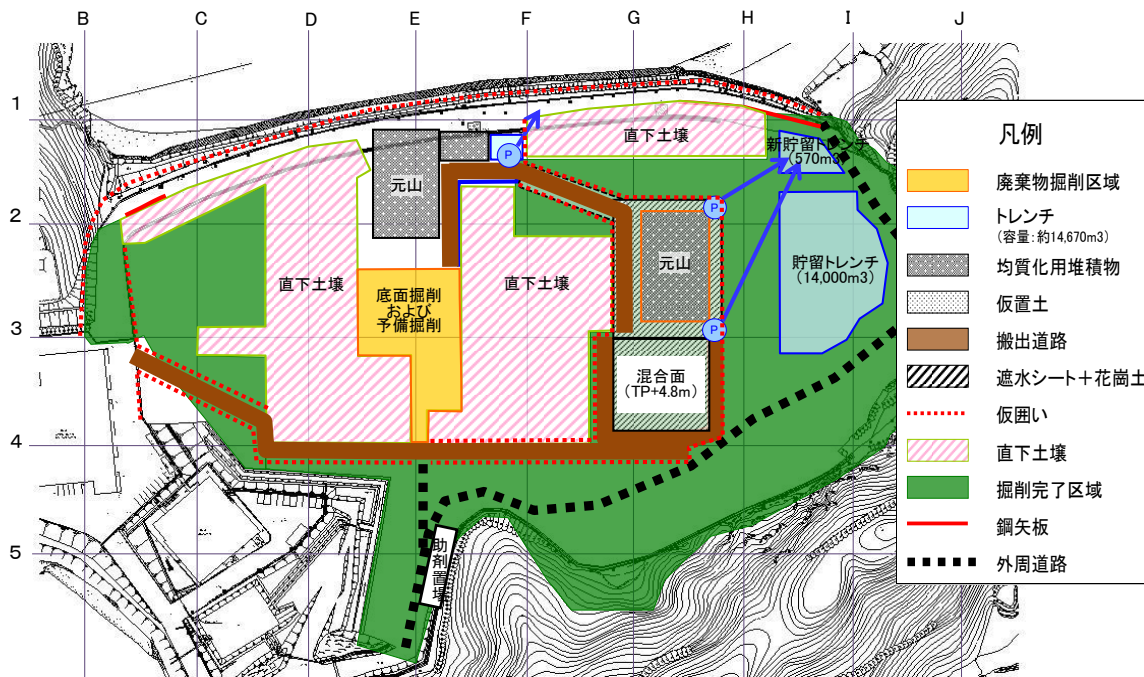 B C D E F G H I J
1
2
3
4
5
直下土壌
新貯留トレンチ
(570m3
元山
P
P
P
元山
貯留トレンチ
(14,000m3)
直下土壌
直下土壌
底面掘削
および
予備掘削
混合面
(TP+4.8m)
助剤置場
凡例
廃棄物掘削区域
トレンチ
(容量:約14,670m3)
均質化用堆積物
仮置土
搬出道路
遮水シート+花崗土
仮囲い
直下土壌
掘削完了区域
鋼矢板
外周道路